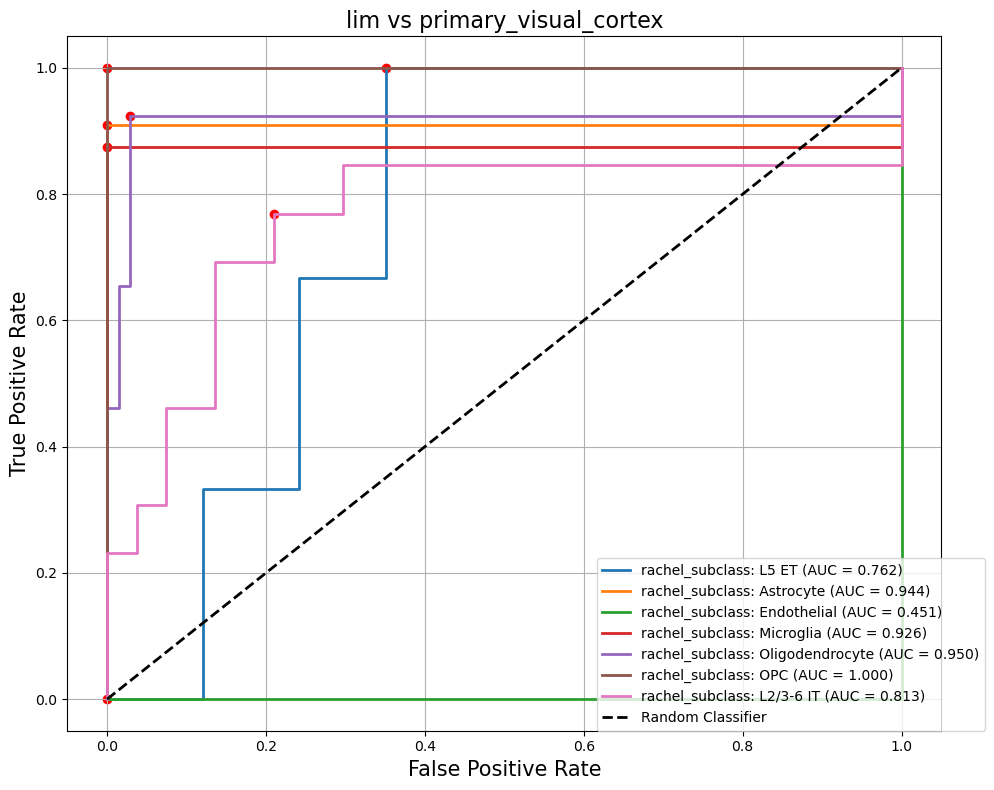 lim vs primary_visual_cortex
True Positive Rate
1.0
0.8
0.6
0.4
0.2
0.0
rachel_subclass: L5 ET (AUC = 0.762)
rachel_subclass: Astrocyte (AUC = 0.944)
rachel_subclass: Endothelial (AUC = 0.451)
rachel_subclass: Microglia (AUC = 0.926)
rachel_subclass: Oligodendrocyte (AUC = 0.950)
rachel_subclass: OPC (AUC = 1.000)
rachel_subclass: L2/3-6 IT (AUC = 0.813)
Random Classifier
0.0 0.2 0.4 0.6 0.8 1.0
False Positive Rate